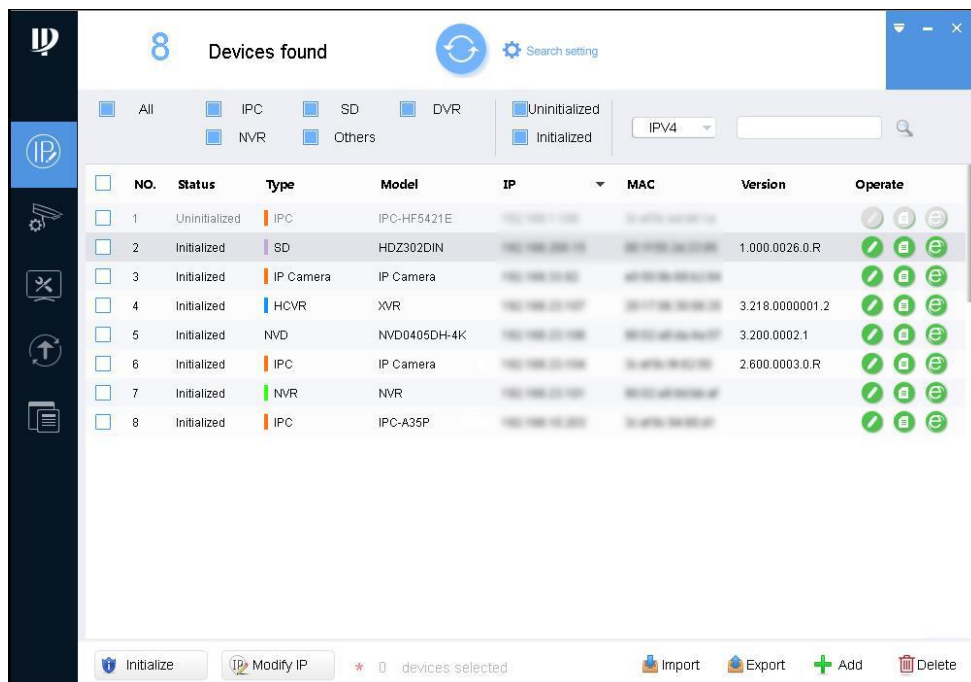 8 Devices found Search setting
All IPC SD DVR Uninitialized
NVR Others Initialized IPV4
NO. Status Type Model IP MAC Version Operate
1 Uninitialized IPC IPC-HF5421E
2 Initialized SD HDZ302DIN 1.000.0026.0.R
3 Initialized IP Camera IP Camera
4 Initialized HCVR XVR 3.218.0000001.2
5 Initialized NVD NVD0405DH-4K 3.200.0002.1
6 Initialized IPC IP Camera 2.600.0003.0.R
7 Initialized NVR NVR
8 Initialized IPC IPC-A35P
Initialize IP Modify IP * 0 devices selected Import Export Add Delete